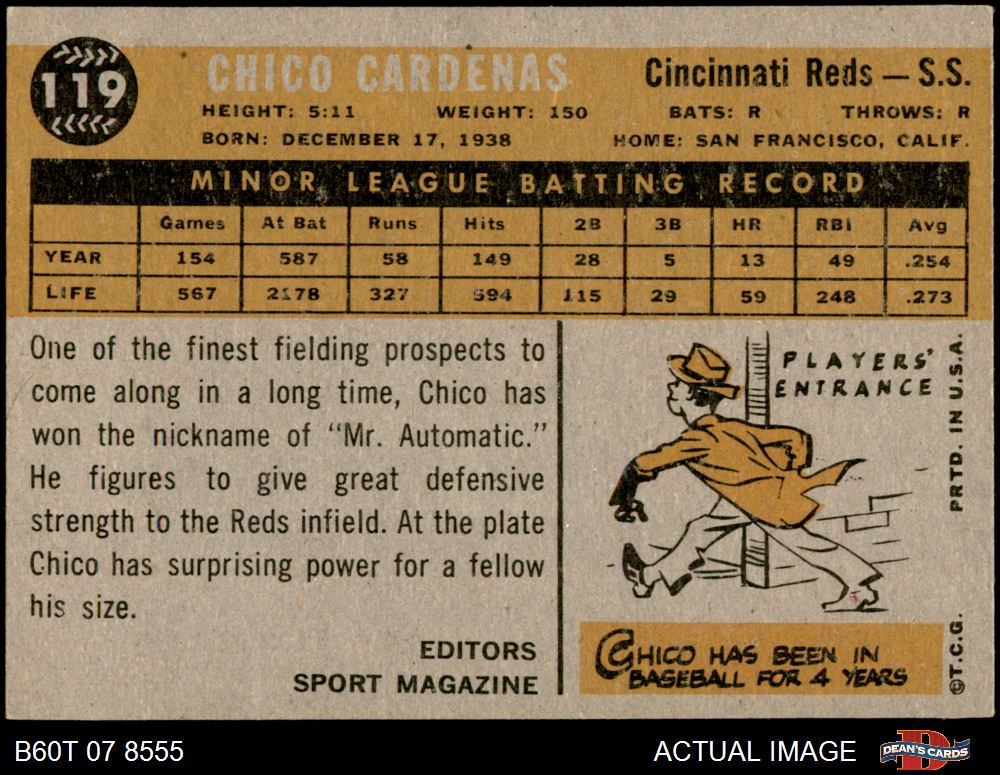 119
CHICO CARDENAS
Cincinnati Reds — S.S.
HEIGHT: 5:11 WEIGHT: 150 BATS: R THROWS: R
BORN: DECEMBER 17, 1938 HOME: SAN FRANCISCO, CALIF.
MINOR LEAGUE BATTING RECORD
Games At Bat Runs Hits 2B 3B HR RBI Avg
YEAR 154 587 58 149 28 5 13 49 .254
LIFE 567 2178 327 594 115 29 59 248 .273
One of the finest fielding prospects to
come along in a long time, Chico has
won the nickname of "Mr. Automatic."
He figures to give great defensive
strength to the Reds infield. At the plate
Chico has surprising power for a fellow
his size.
EDITORS
SPORT MAGAZINE
PLAYERS'
ENTRANCE
CHICO HAS BEEN IN
BASEBALL FOR 4 YEARS
PRTD. IN U.S.A.
©T.C.G.
B60T 07 8555
ACTUAL IMAGE
D
DEAN'S CARDS